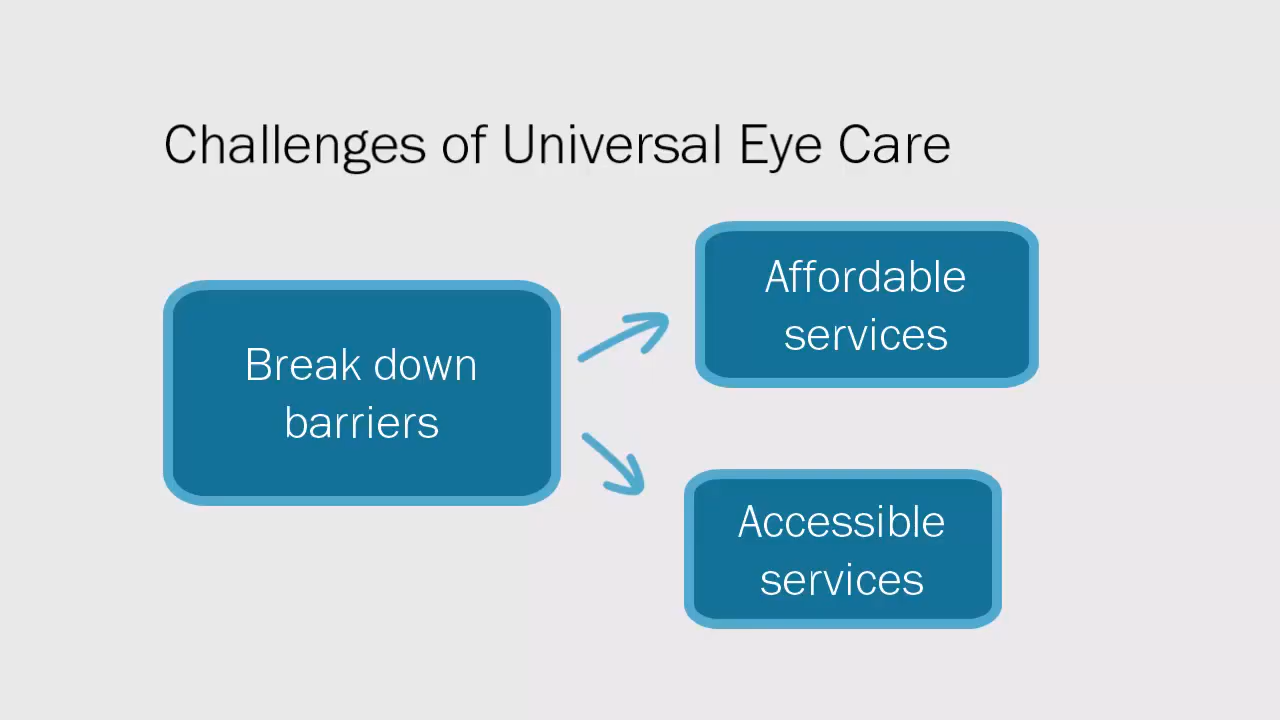 Challenges of Universal Eye Care
Break down
barriers
Affordable
services
Accessible
services